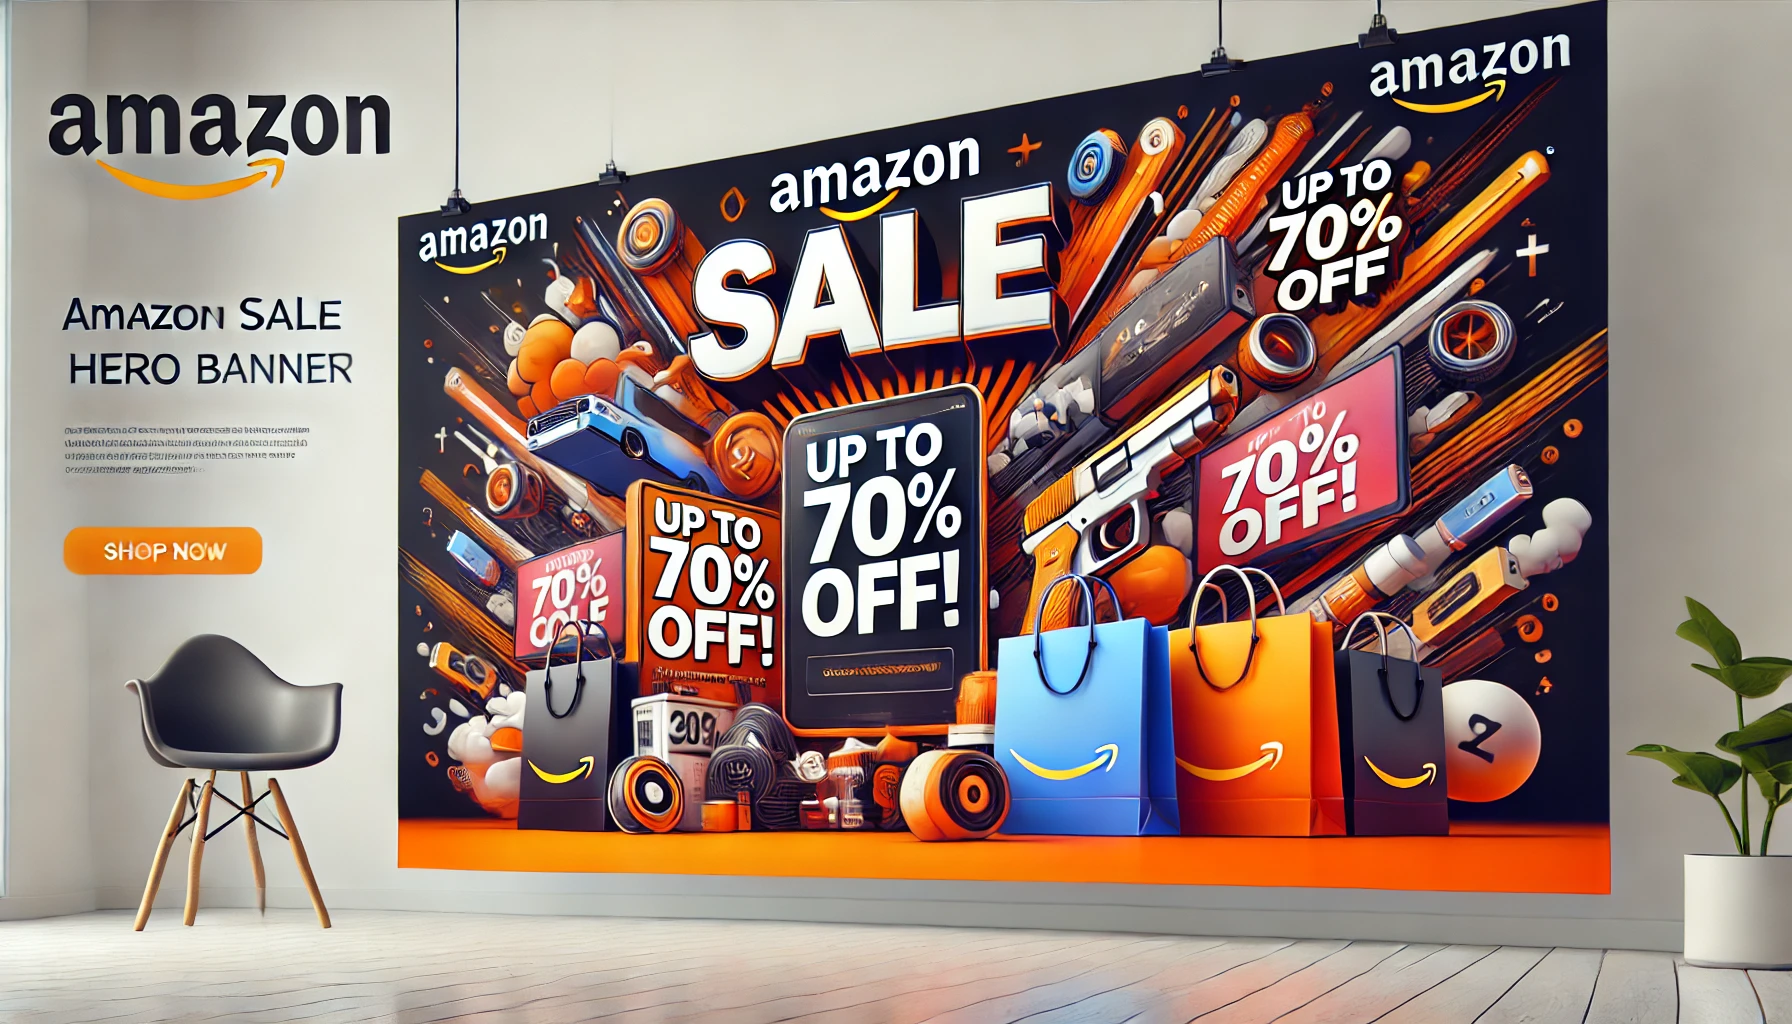 amazon
Amazon SALE
HERO BANNER
SHOP NOW
amazon
amazon
amazon
SALE
UP TO
70%
OFF
UP TO
70%
OFF!
UP TO
70%
OFF!
70%
70%
OFF!
30%
Z